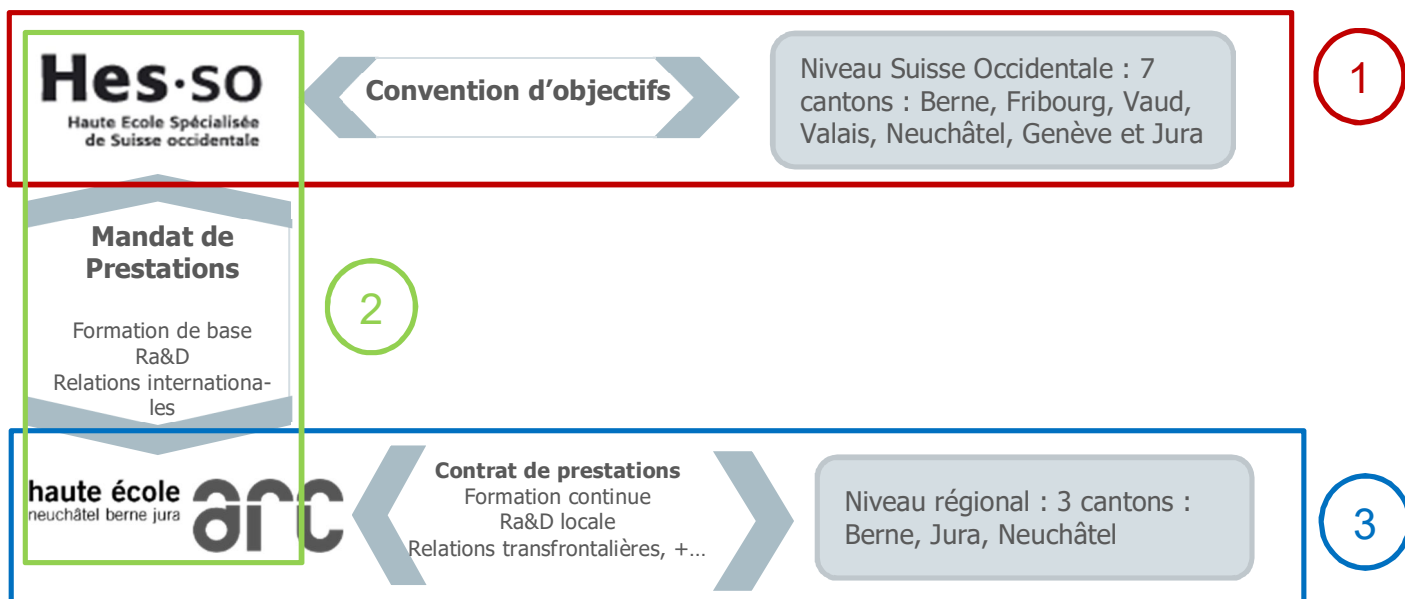 Hes·so
Haute Ecole Spécialisée
de Suisse occidentale
Convention d'objectifs
Niveau Suisse Occidentale : 7
cantons : Berne, Fribourg, Vaud,
Valais, Neuchâtel, Genève et Jura
1
Mandat de
Prestations
Formation de base
Ra&D
Relations internationa-
les
2
haute école
neuchâtel berne jura
arc
Contrat de prestations
Formation continue
Ra&D locale
Relations transfrontalières, +…
Niveau régional : 3 cantons :
Berne, Jura, Neuchâtel
3